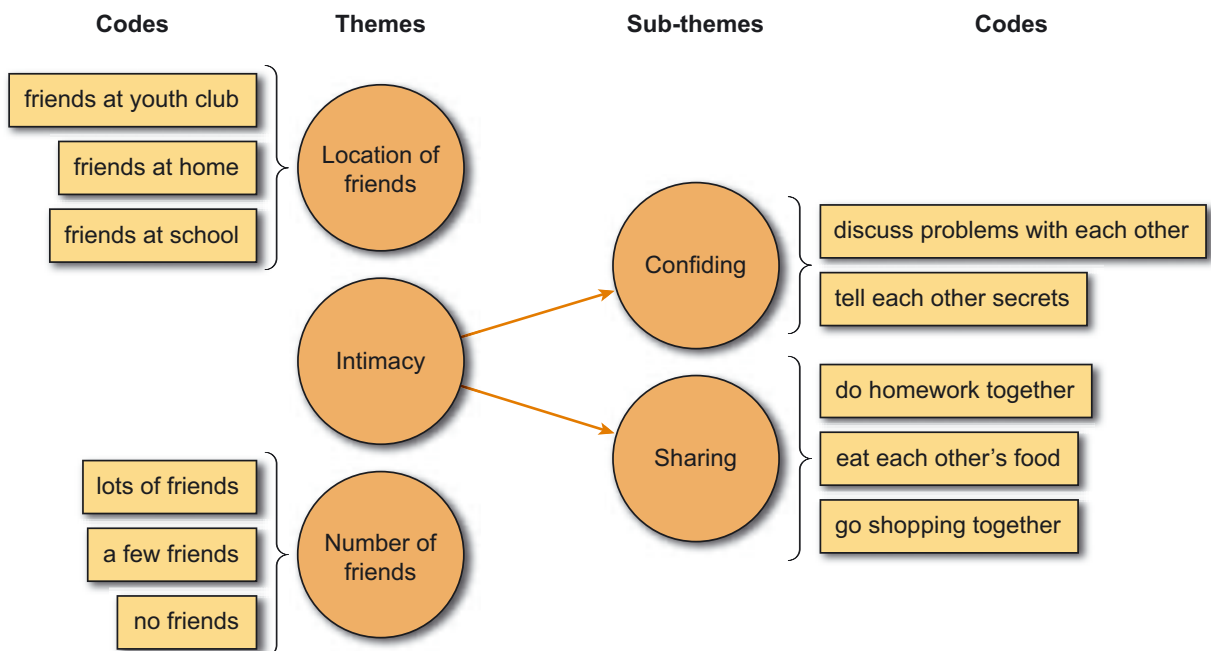 Codes
Themes
Sub-themes
Codes
friends at youth club
friends at home
friends at school
Location of
friends
Intimacy
lots of friends
a few friends
no friends
Number of
friends
Confiding
discuss problems with each other
tell each other secrets
Sharing
do homework together
eat each other’s food
go shopping together